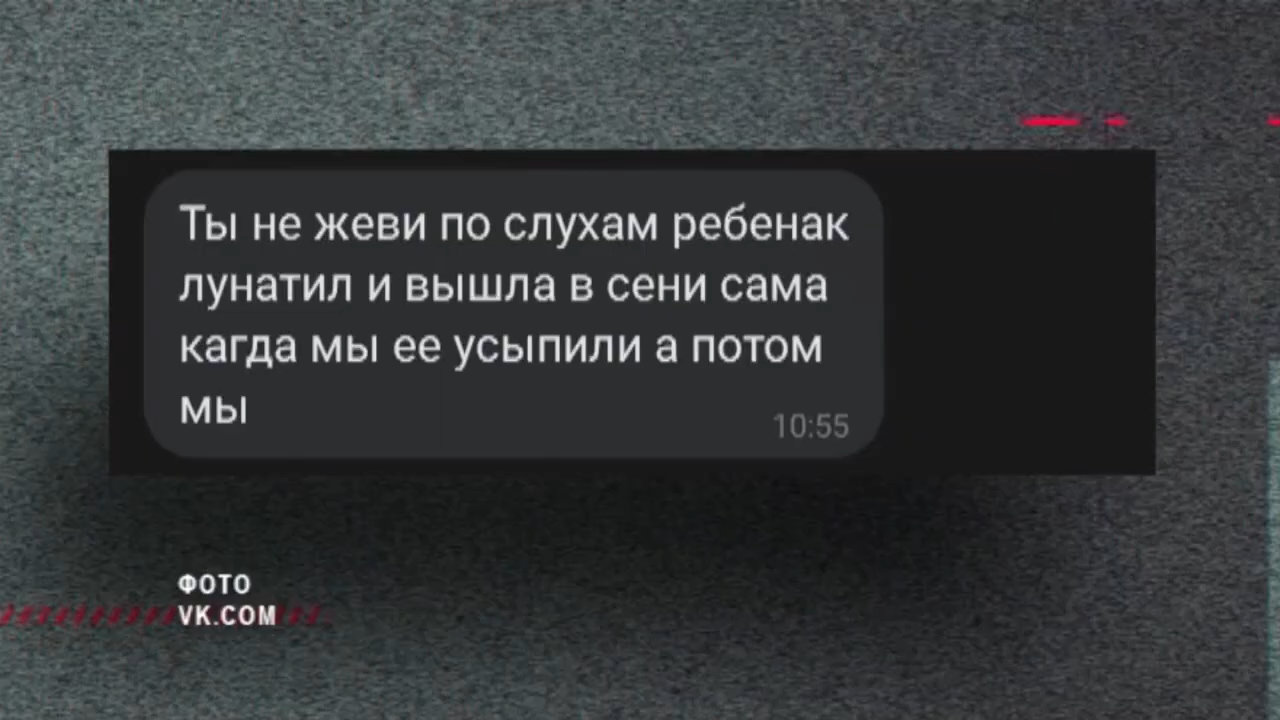 Ты не жеви по слухам ребенак
лунатил и вышла в сени сама
кагда мы ее усыпили а потом
мы
10:55
ФОТО
VK.COM